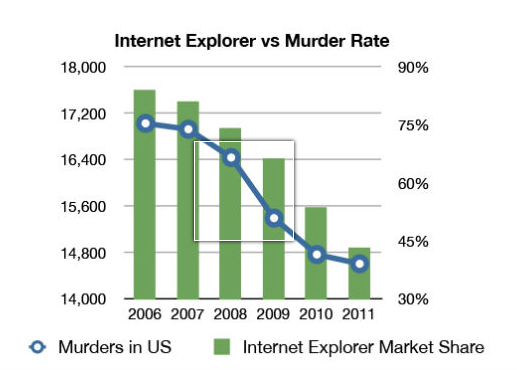 Internet Explorer vs Murder Rate
18,000 90%
17,200 75%
16,400 60%
15,600 45%
14,800
14,000 30%
2006 2007 2008 2009 2010 2011
Murders in US Internet Explorer Market Share